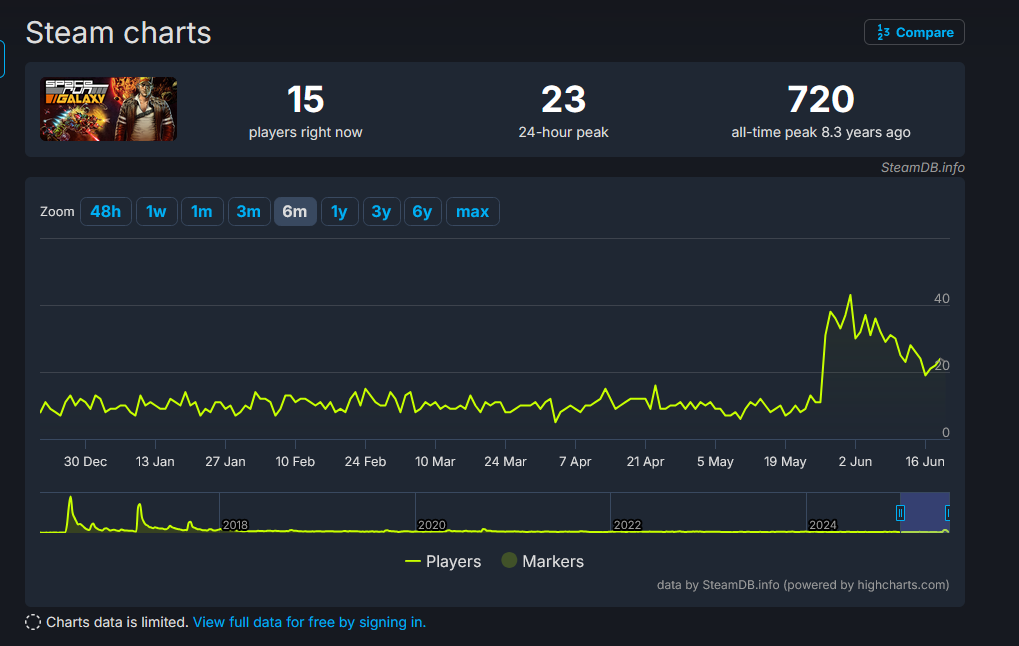 Steam charts
Compare
SPACE RUN GALAXY
15
players right now
23
24-hour peak
720
all-time peak 8.3 years ago
SteamDB.info
Zoom 48h 1w 1m 3m 6m 1y 3y 6y max
40
20
0
30 Dec 13 Jan 27 Jan 10 Feb 24 Feb 10 Mar 24 Mar 7 Apr 21 Apr 5 May 19 May 2 Jun 16 Jun
2018 2020 2022 2024
Players Markers
data by SteamDB.info (powered by highcharts.com)
Charts data is limited. View full data for free by signing in.